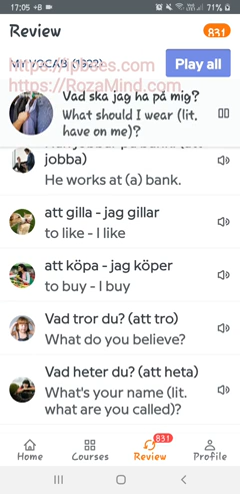 17:05 +B
71%
Review
831
MY VOCAB (1322)
Play all
https://ipeses.com
https://RozaMind.com
Vad ska jag ha på mig?
What should I wear (lit.
have on me)?
jobba)
He works at (a) bank.
att gilla - jag gillar
to like - I like
att köpa - jag köper
to buy - I buy
Vad tror du? (att tro)
What do you believe?
Vad heter du? (att heta)
What's your name (lit.
what are you called)?
831
Home
Courses
Review
Profile